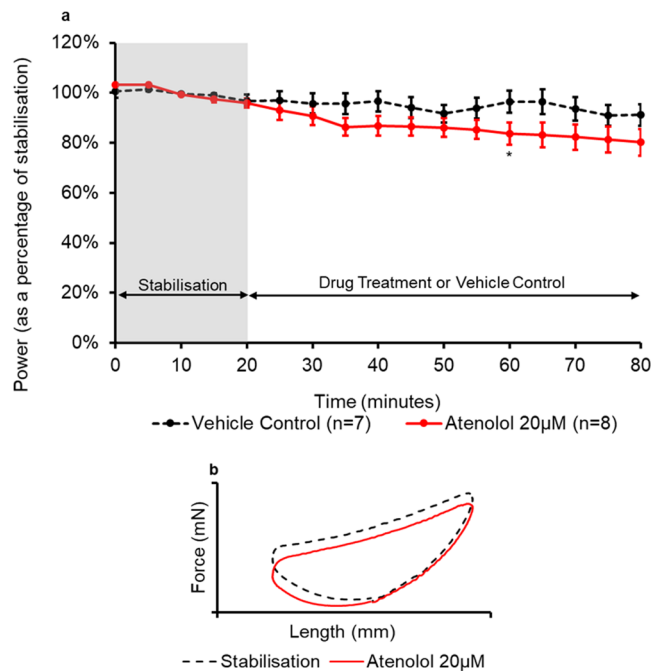 a
120%
100%
80%
60%
40%
20%
0%
Power (as a percentage of stabilisation)
*
Stabilisation
Drug Treatment or Vehicle Control
0 10 20 30 40 50 60 70 80
Time (minutes)
Vehicle Control (n=7) Atenolol 20µM (n=8)
b
Force (mN)
Length (mm)
Stabilisation Atenolol 20µM